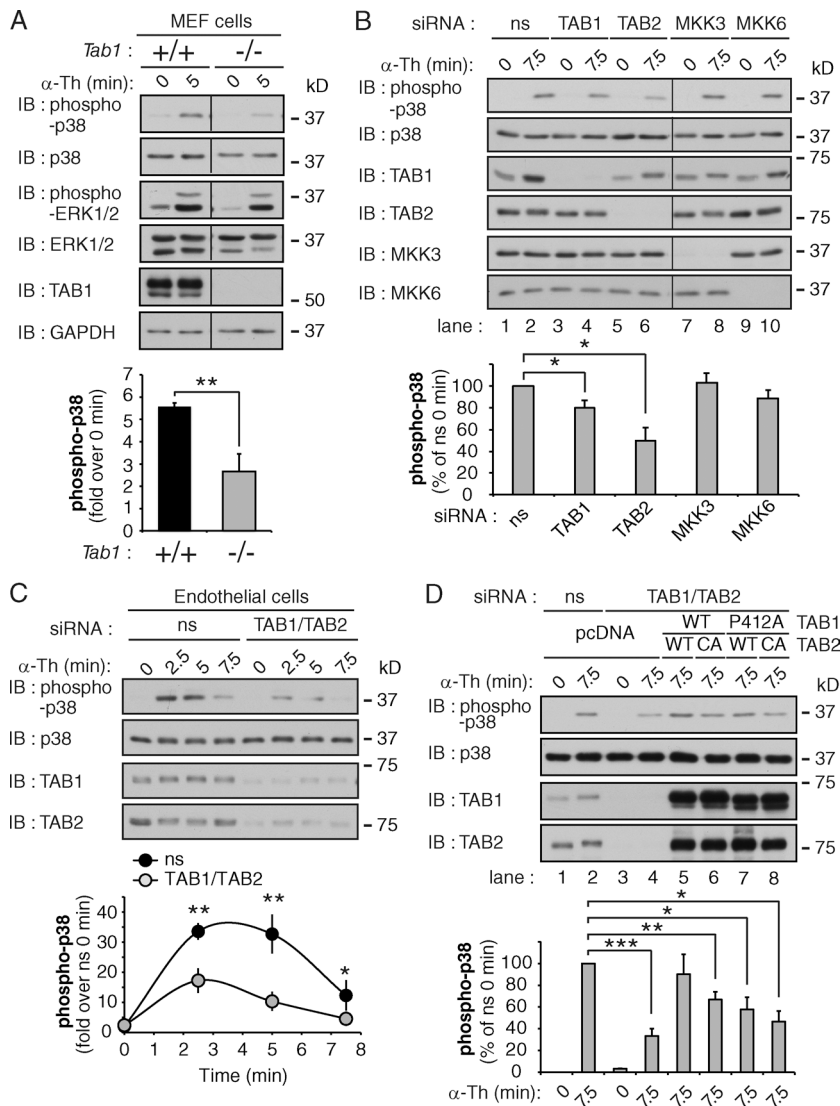 A
MEF cells
Tab1 : +/+ -/-
α-Th (min): 0 5 0 5 kD
IB : phospho -p38 37
IB : p38 37
IB : phospho -ERK1/2 37
IB : ERK1/2 37
IB : TAB1 50
IB : GAPDH 37
phospho-p38
(fold over 0 min)
6
5
4
3
2
1
0
**
Tab1 : +/+ -/-
B
siRNA : ns TAB1 TAB2 MKK3 MKK6
α-Th (min): 0 7.5 0 7.5 0 7.5 0 7.5 0 7.5 kD
IB : phospho -p38 37
IB : p38 37
75
IB : TAB1
IB : TAB2 75
IB : MKK3 37
IB : MKK6 37
lane : 1 2 3 4 5 6 7 8 9 10
phospho-p38
(% of ns 0 min)
100
80
60
40
20
0
*
*
siRNA : ns TAB1 TAB2 MKK3 MKK6
C
Endothelial cells
siRNA : ns TAB1/TAB2
α-Th (min): 0 2.5 5 7.5 0 2.5 5 7.5 kD
IB : phospho -p38 37
IB : p38 37
75
IB : TAB1
IB : TAB2 75
ns
TAB1/TAB2
phospho-p38
(fold over ns 0 min)
40
30
20
10
0
** ** *
0 1 2 3 4 5 6 7 8
Time (min)
D
siRNA : ns TAB1/TAB2
pcDNA WT P412A TAB1
WT CA WT CA TAB2
α-Th (min): 0 7.5 0 7.5 7.5 7.5 7.5 7.5 kD
IB : phospho -p38 37
IB : p38 37
75
IB : TAB1
IB : TAB2 75
lane : 1 2 3 4 5 6 7 8
phospho-p38
(% of ns 0 min)
100
80
60
40
20
0
*
*
**
***
α-Th (min): 0 7.5 0 7.5 7.5 7.5 7.5 7.5